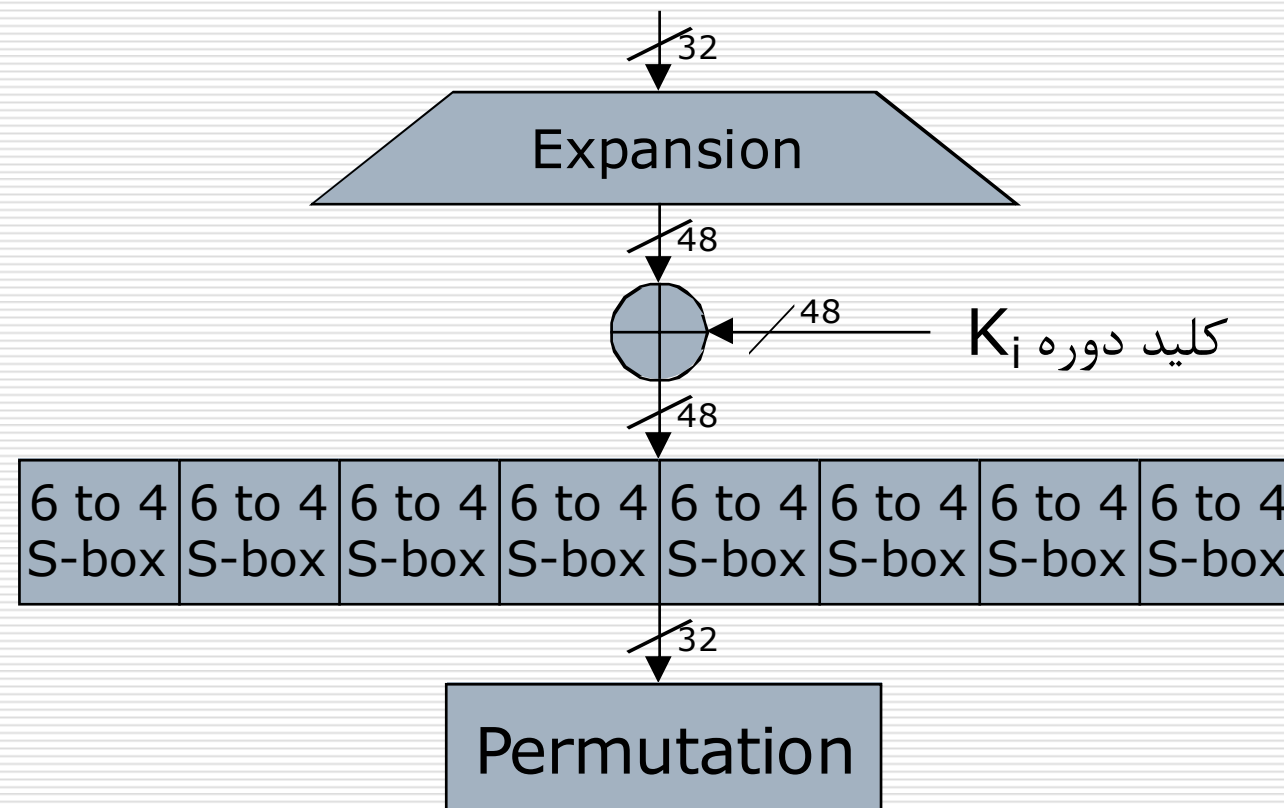 32
Expansion
48
48
کلید دوره Ki
48
6 to 4 6 to 4 6 to 4 6 to 4 6 to 4 6 to 4 6 to 4 6 to 4
S-box S-box S-box S-box S-box S-box S-box S-box
32
Permutation